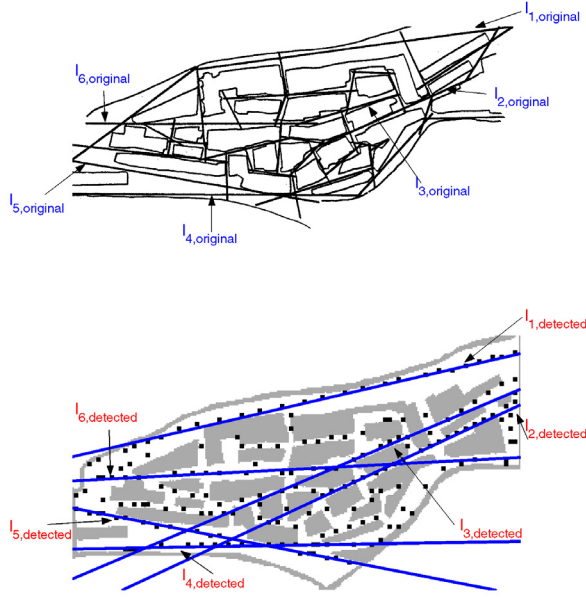 l1,original
l6,original
l2,original
l3,original
l5,original
l4,original
l1,detected
l6,detected
l2,detected
l5,detected
l3,detected
l4,detected